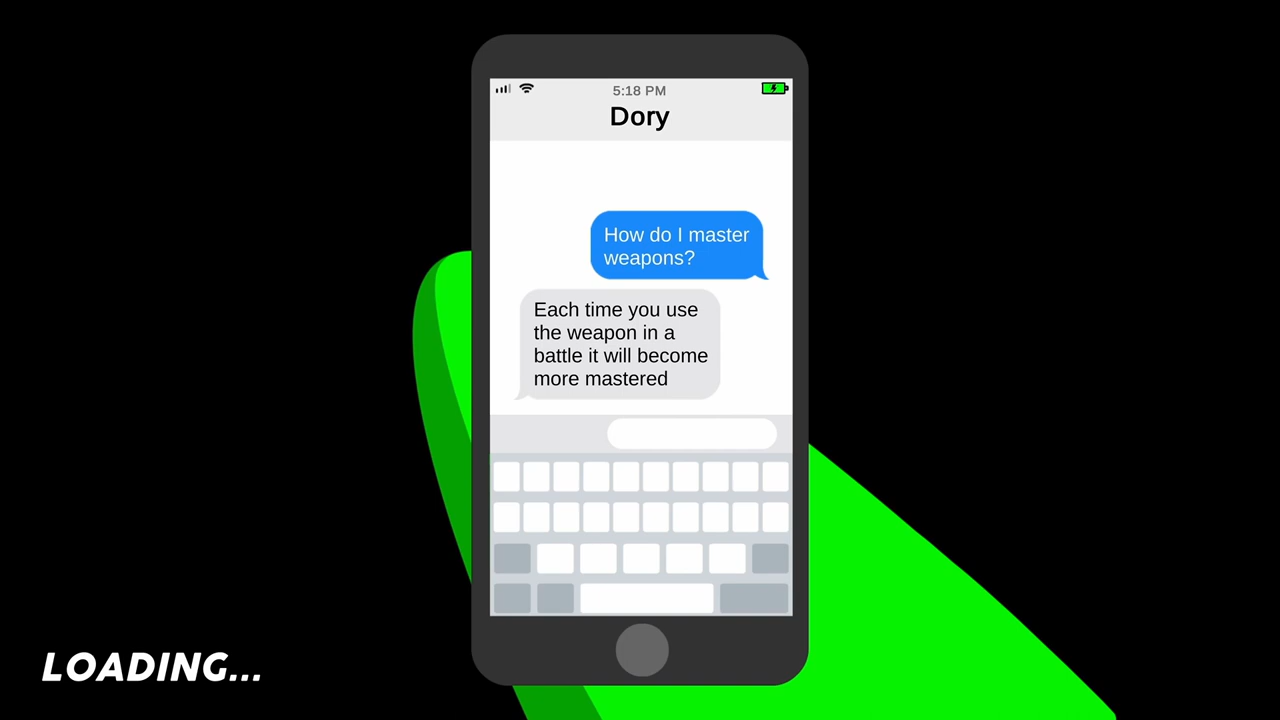 5:18 PM
Dory
How do I master
weapons?
Each time you use
the weapon in a
battle it will become
more mastered
LOADING...